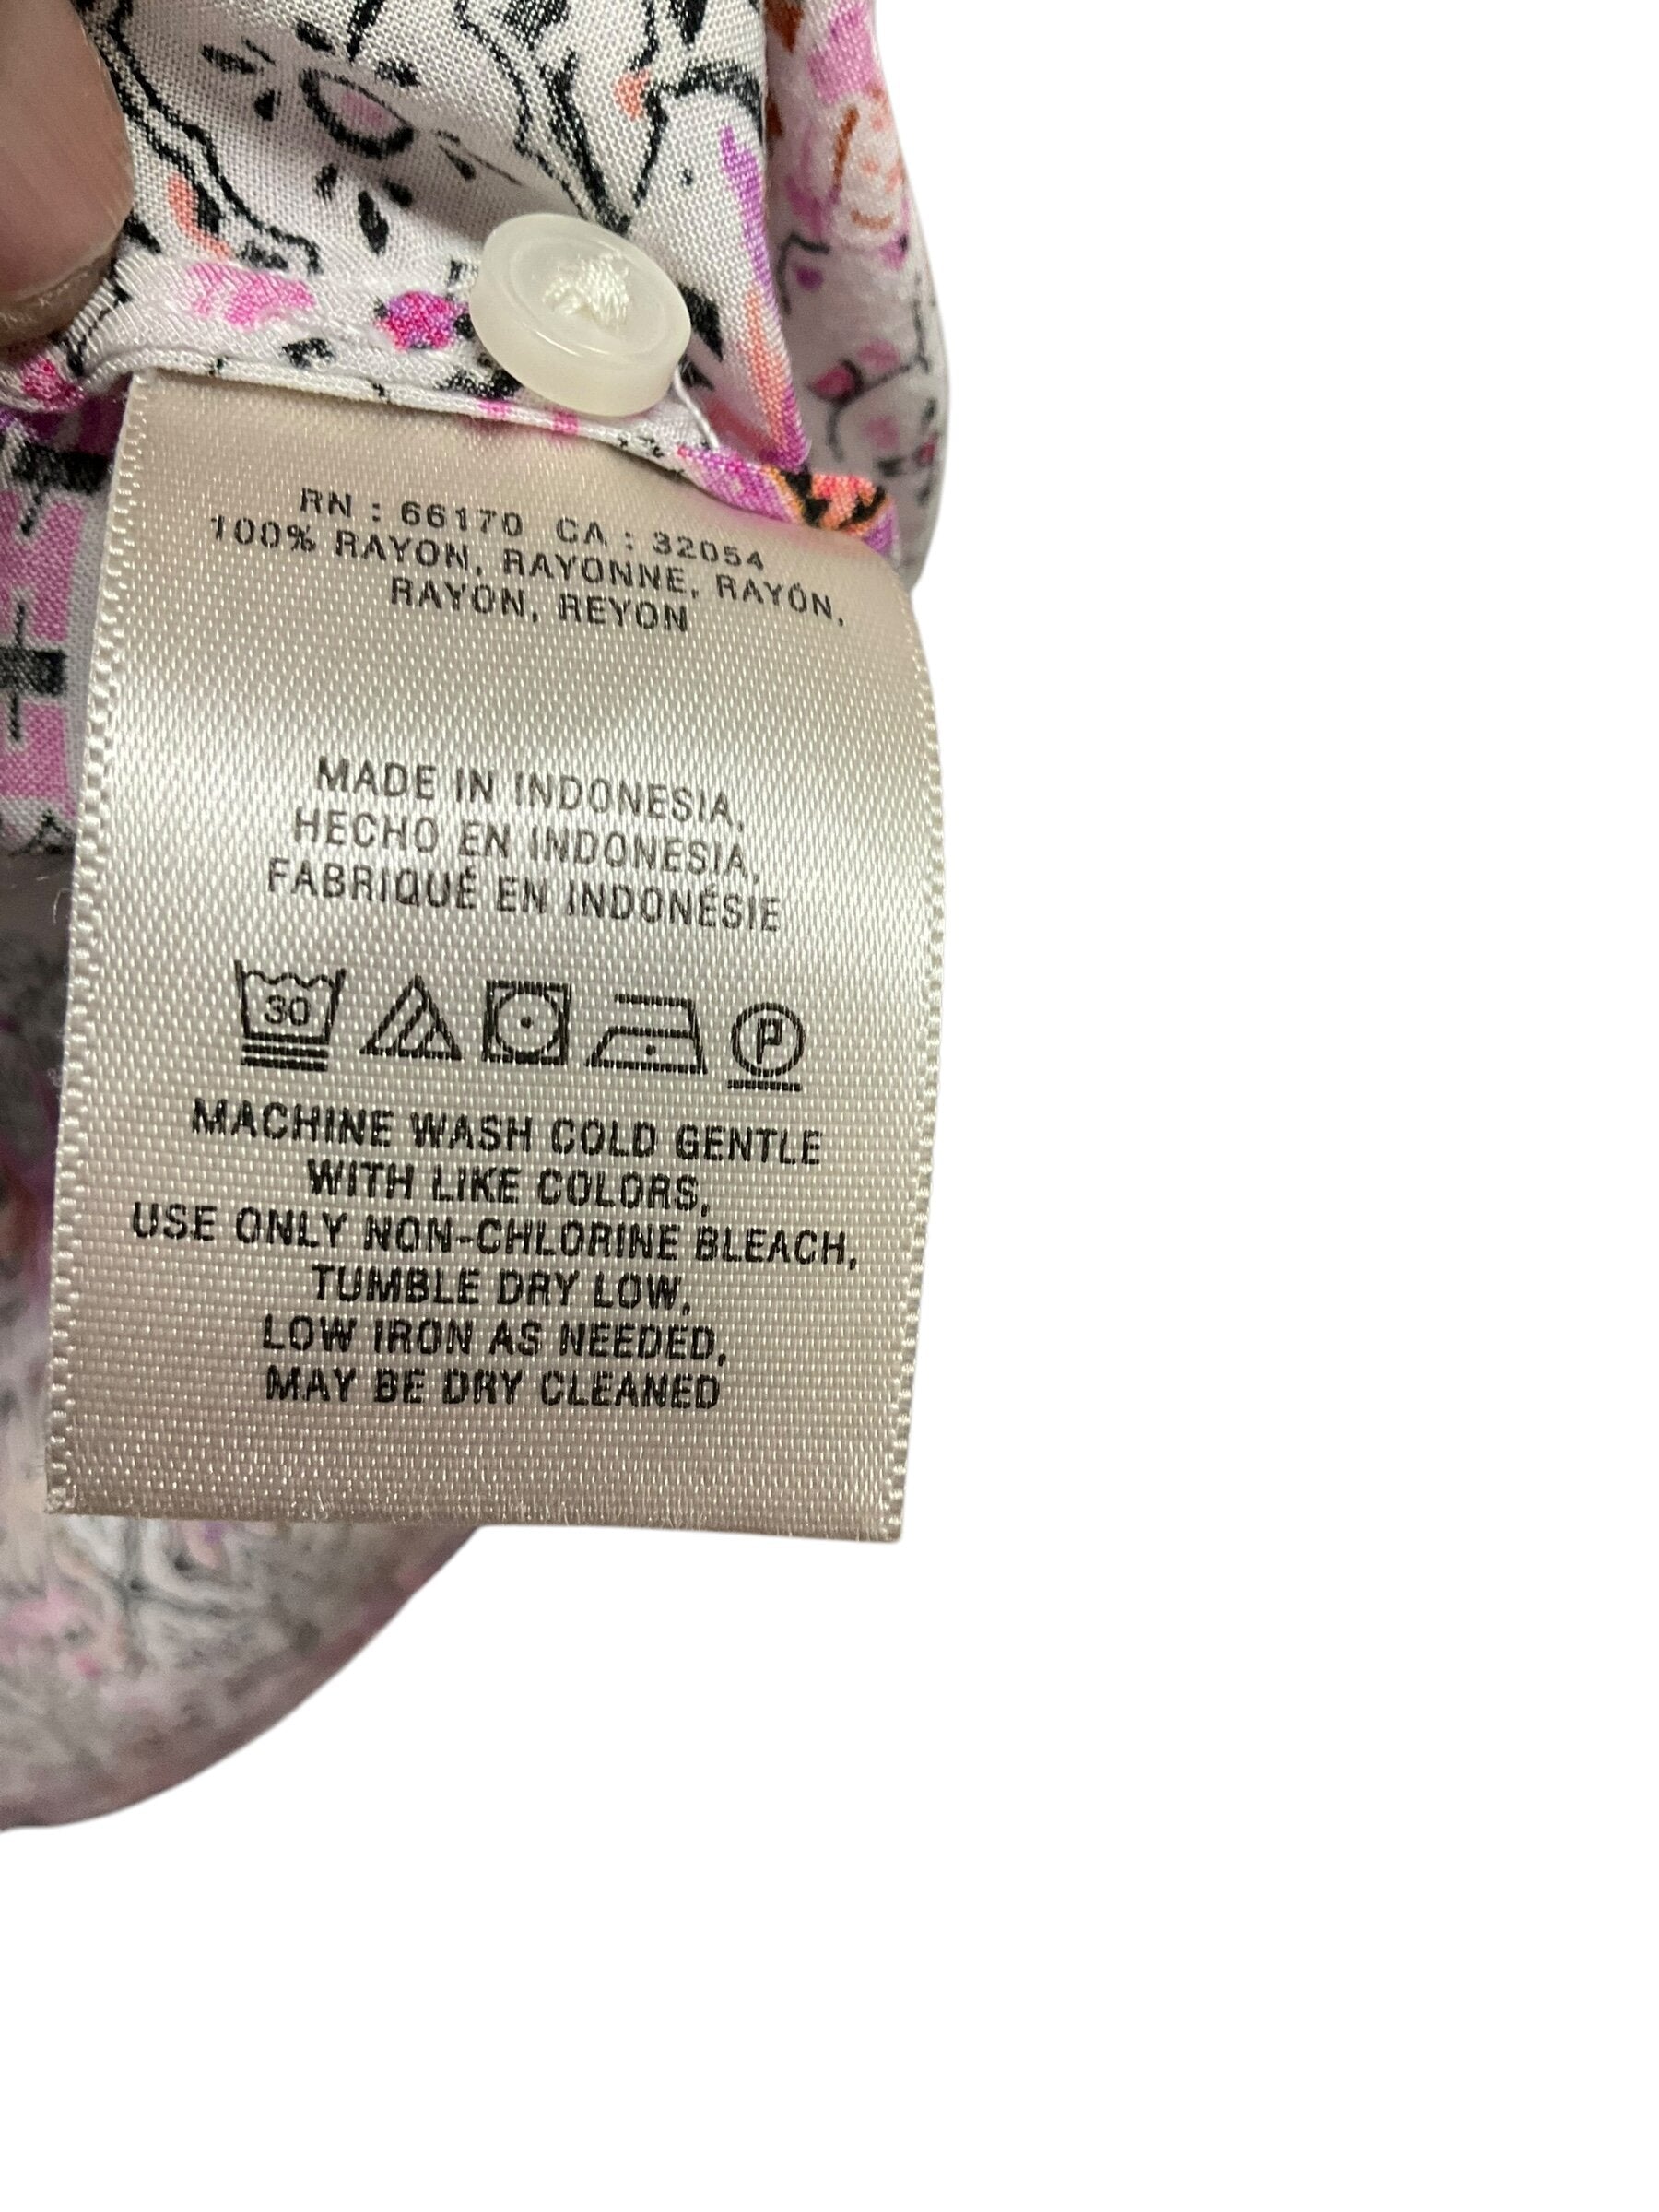 RN : 66170 CA : 32054
100% RAYON, RAYONNE, RAYÓN,
RAYON, REYON
MADE IN INDONESIA,
HECHO EN INDONESIA,
FABRIQUÉ EN INDONÉSIE
30 P
MACHINE WASH COLD GENTLE
WITH LIKE COLORS,
USE ONLY NON-CHLORINE BLEACH,
TUMBLE DRY LOW,
LOW IRON AS NEEDED,
MAY BE DRY CLEANED